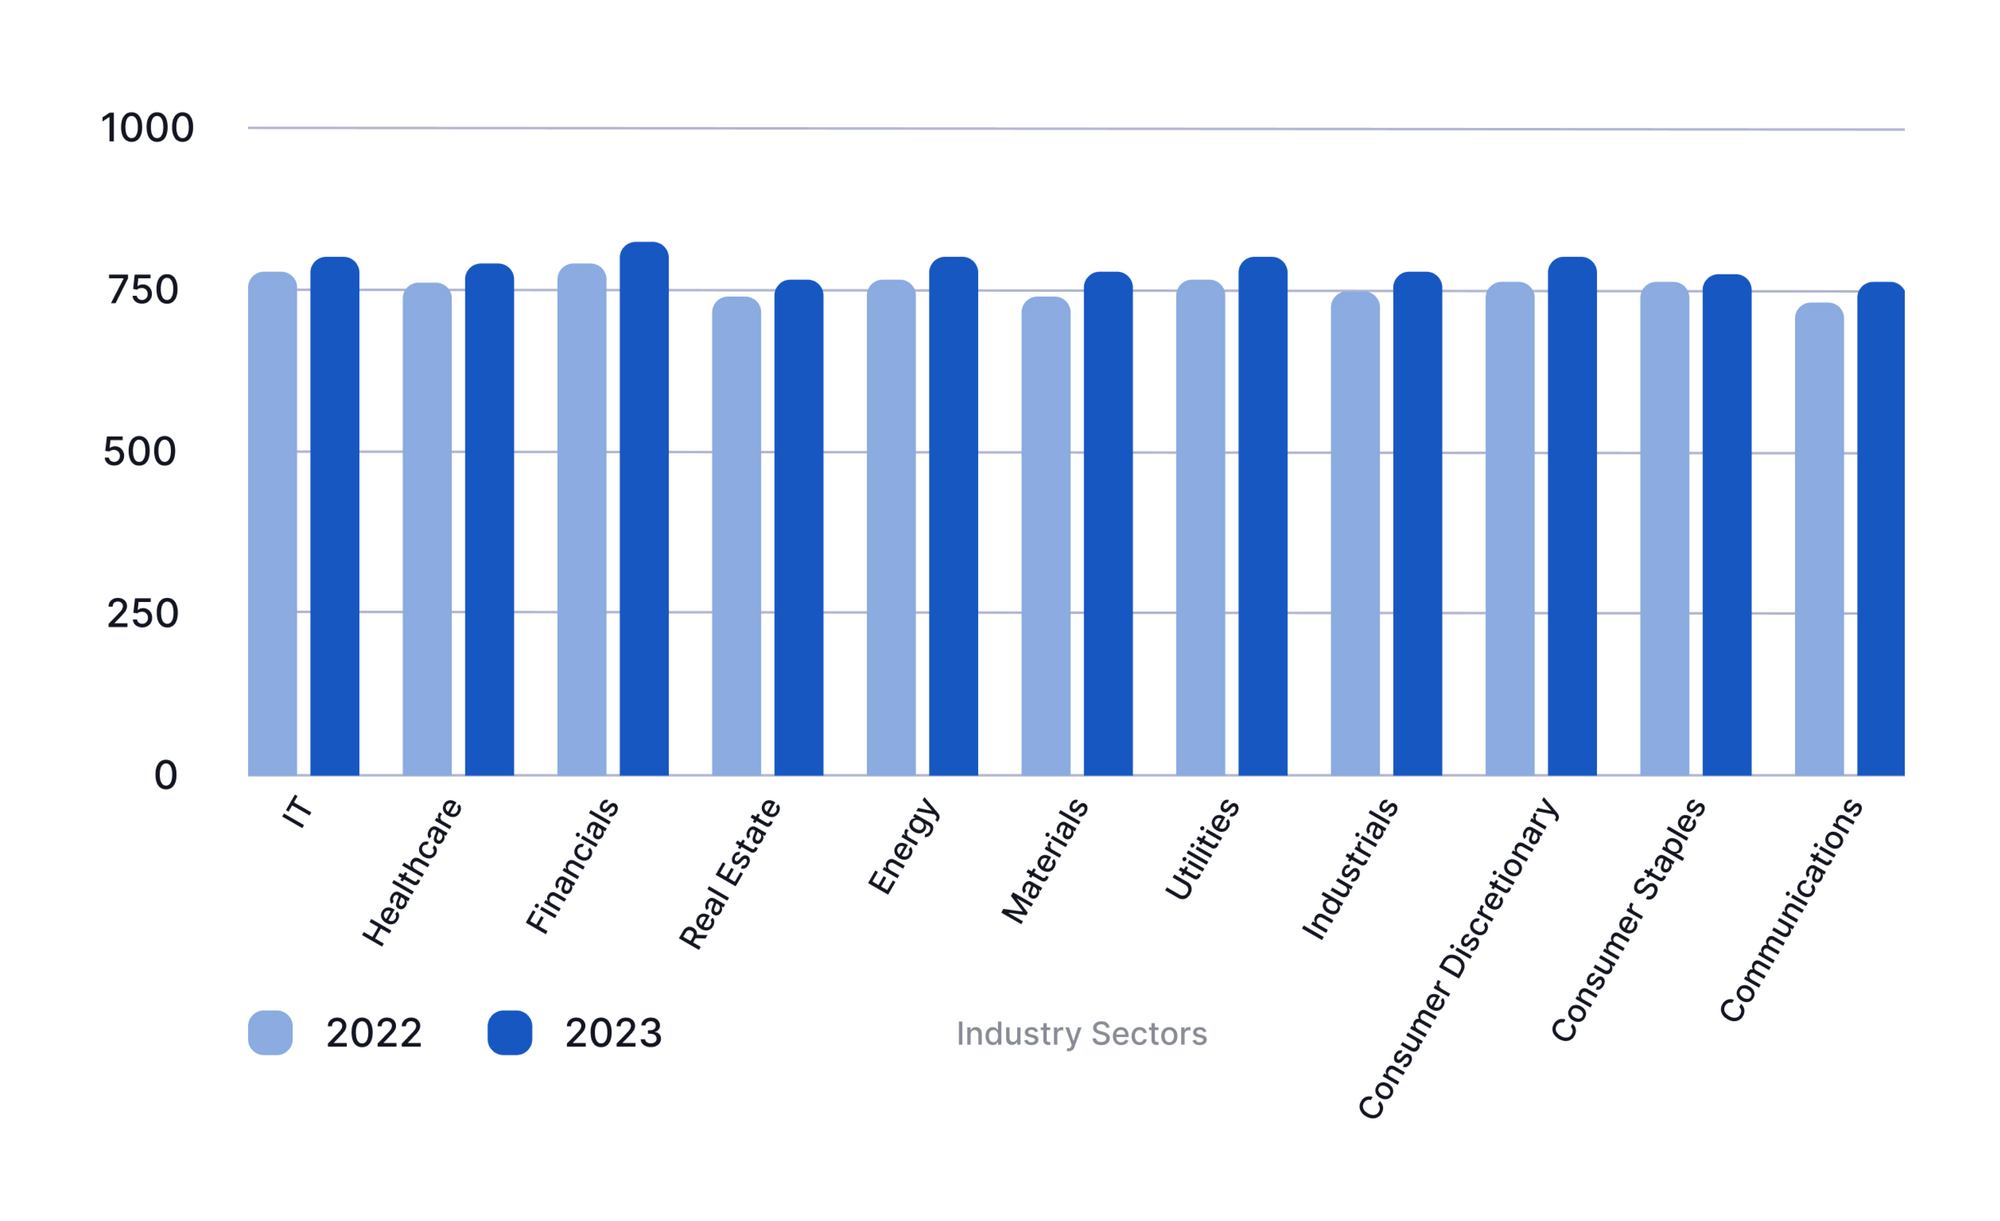 1000
750
500
250
0
IT
Healthcare
Financials
Real Estate
Energy
Materials
Utilities
Industrials
Consumer Discretionary
Consumer Staples
Communications
2022
2023
Industry Sectors